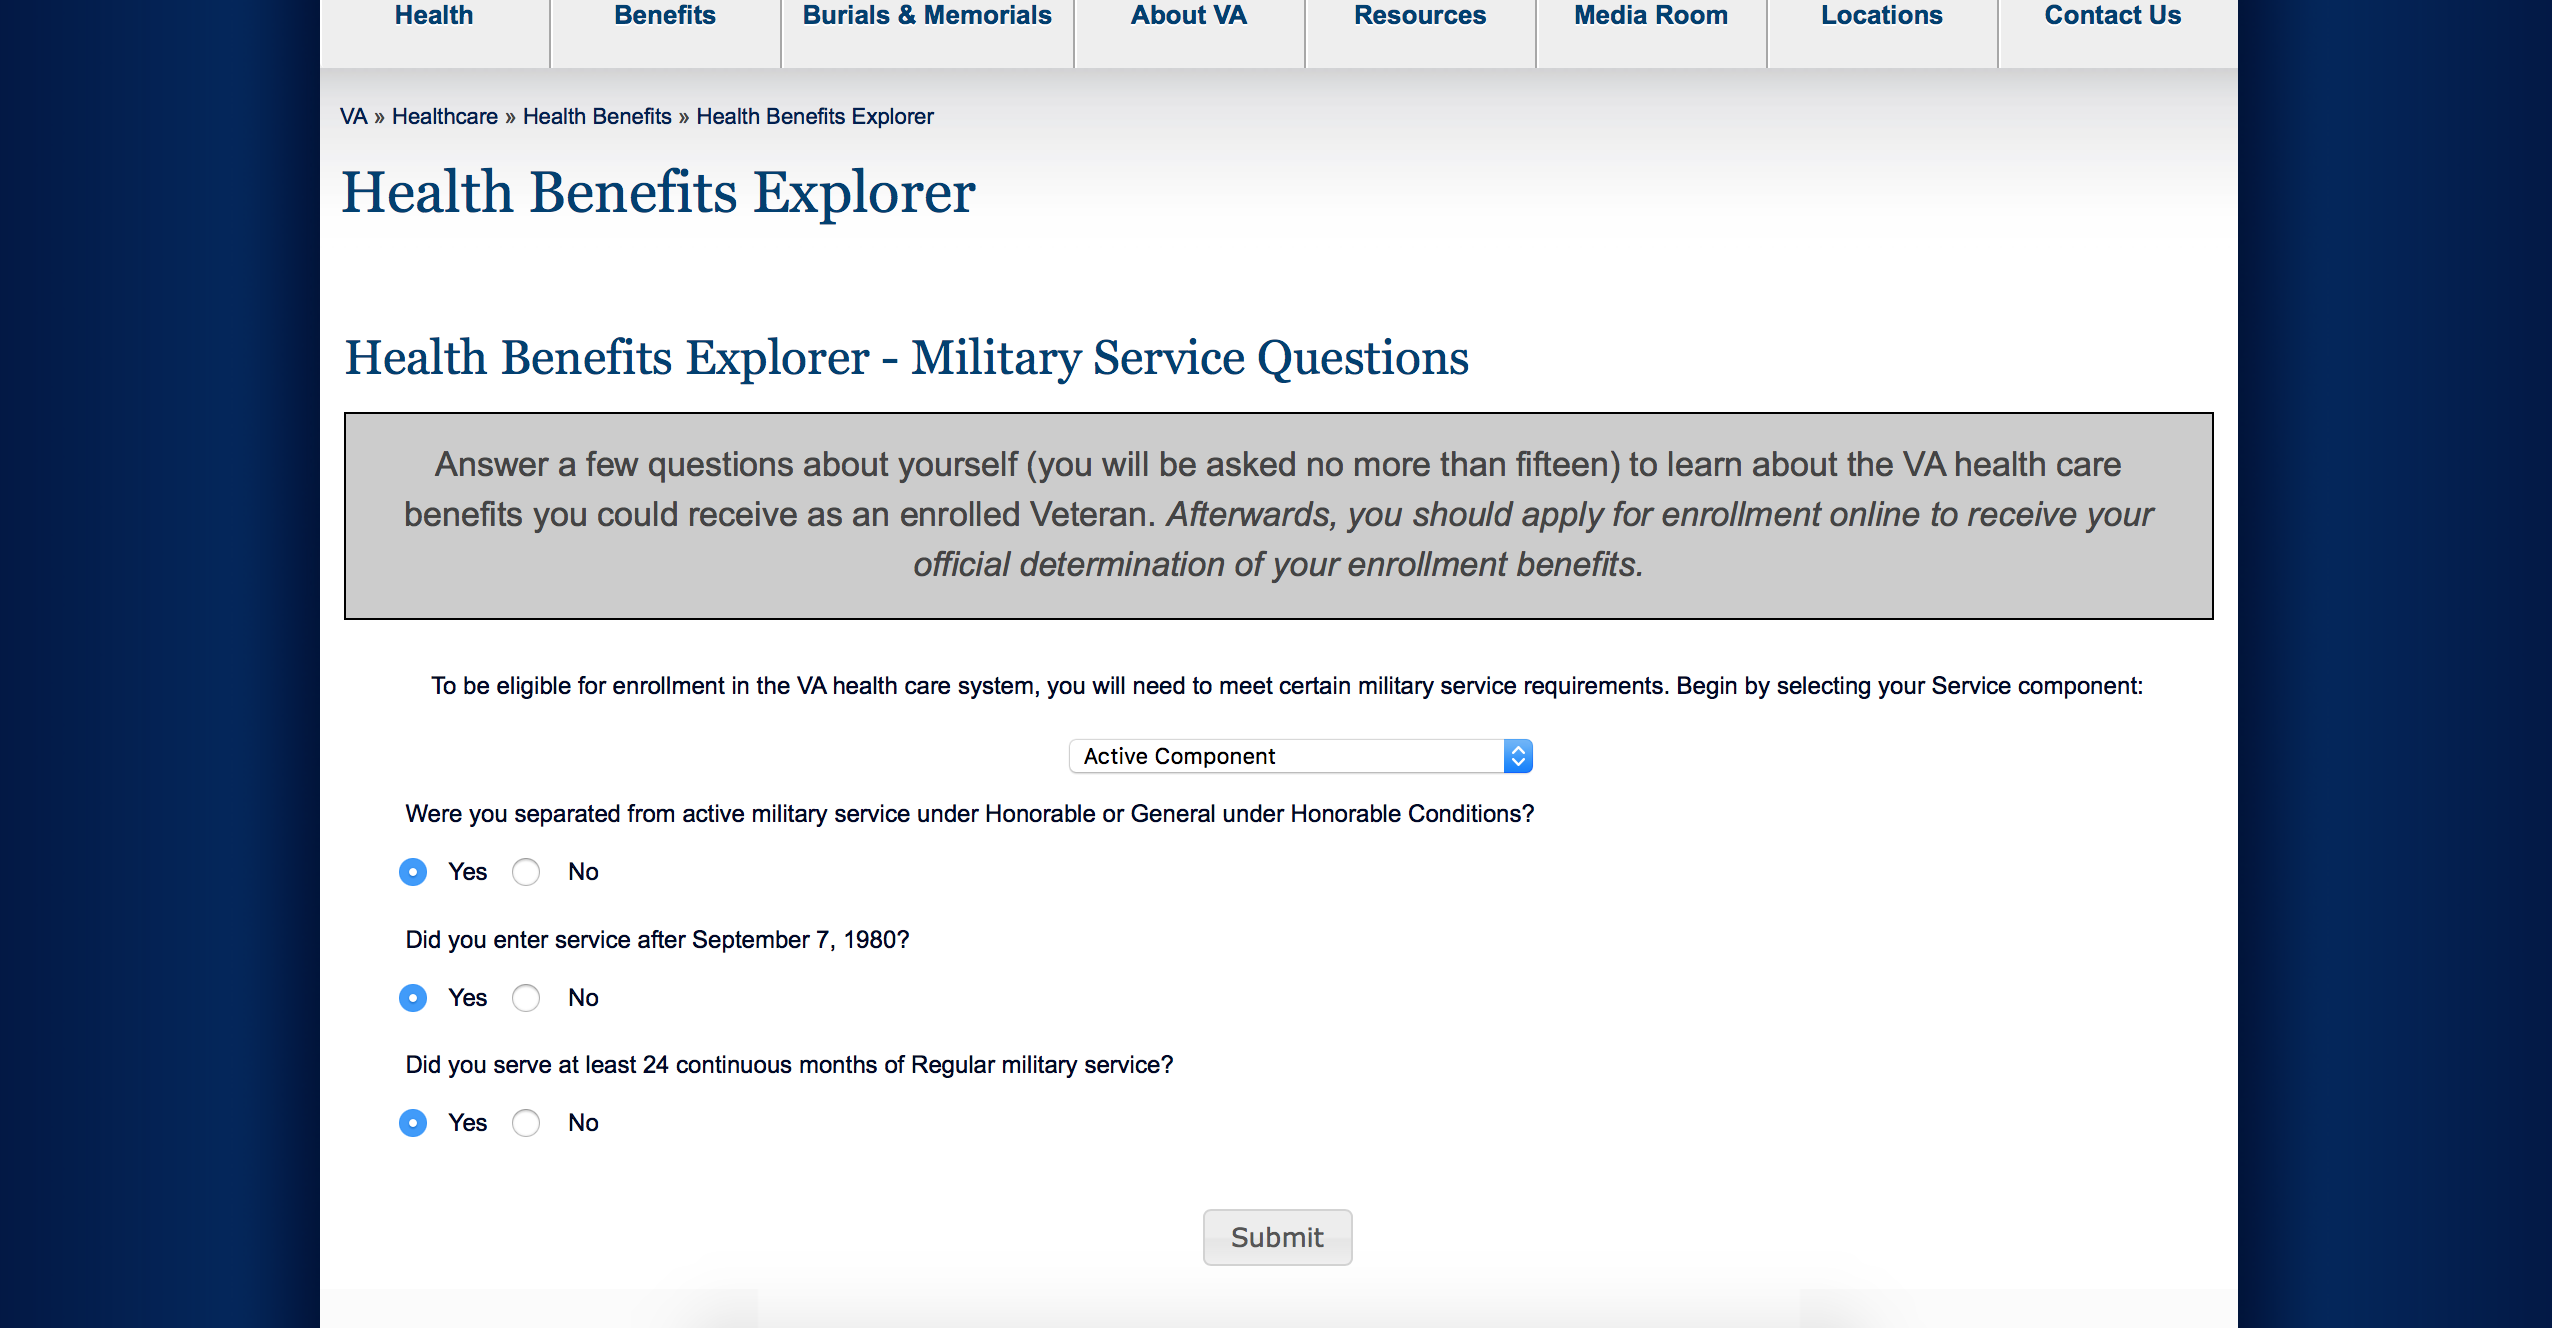 Health Benefits Burials & Memorials About VA Resources Media Room Locations Contact Us
VA » Healthcare » Health Benefits » Health Benefits Explorer
Health Benefits Explorer
Health Benefits Explorer - Military Service Questions
Answer a few questions about yourself (you will be asked no more than fifteen) to learn about the VA health care
benefits you could receive as an enrolled Veteran. Afterwards, you should apply for enrollment online to receive your
official determination of your enrollment benefits.
To be eligible for enrollment in the VA health care system, you will need to meet certain military service requirements. Begin by selecting your Service component:
Active Component
Were you separated from active military service under Honorable or General under Honorable Conditions?
Yes No
Did you enter service after September 7, 1980?
Yes No
Did you serve at least 24 continuous months of Regular military service?
Yes No
Submit